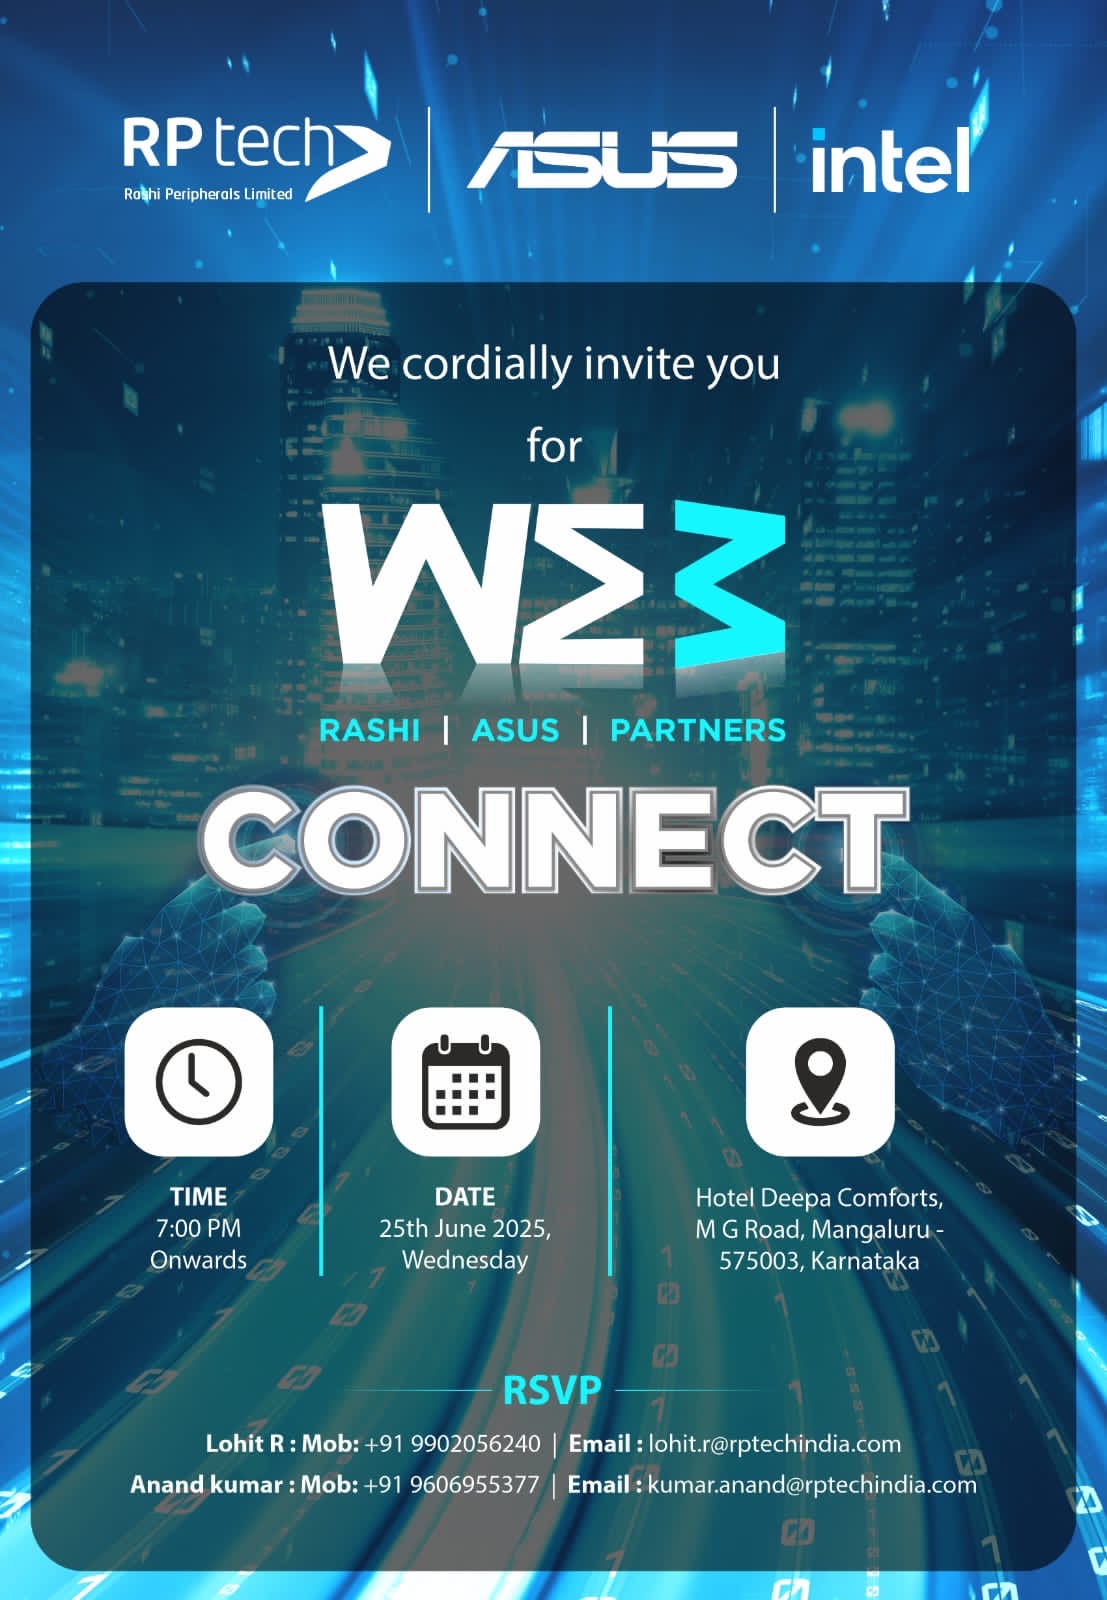 RP tech
Rashi Peripherals Limited
ASUS
intel
We cordially invite you
for
WE3
RASHI | ASUS | PARTNERS
CONNECT
TIME
7:00 PM
Onwards
DATE
25th June 2025,
Wednesday
Hotel Deepa Comforts,
M G Road, Mangaluru -
575003, Karnataka
RSVP
Lohit R : Mob: +91 9902056240 | Email : lohit.r@rptechindia.com
Anand kumar : Mob: +91 9606955377 | Email : kumar.anand@rptechindia.com